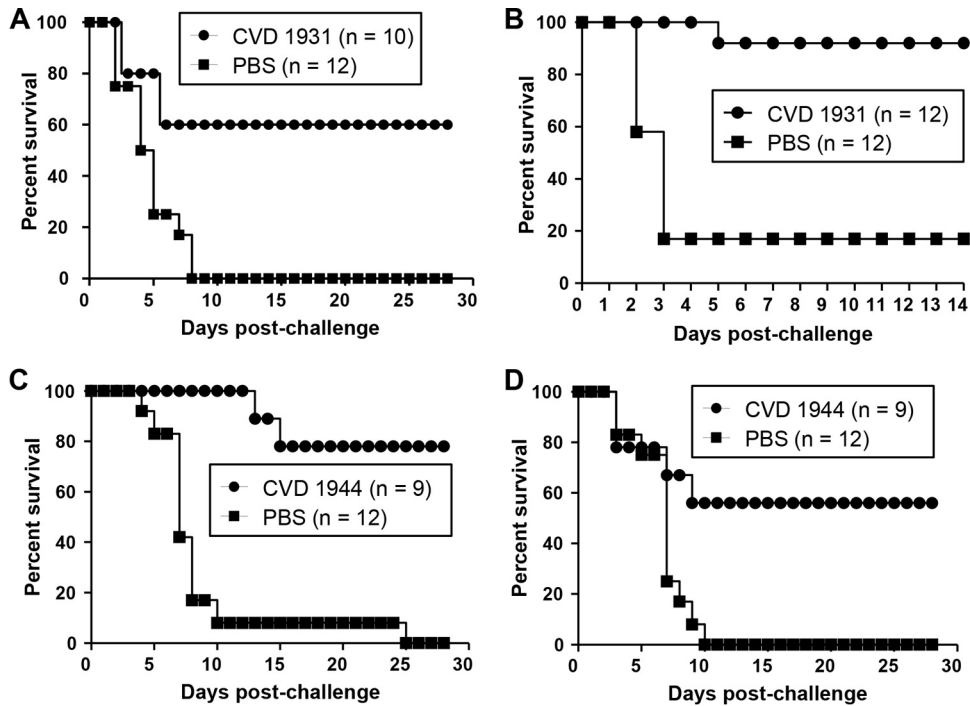 A
Percent survival
100
80
60
40
20
0
CVD 1931 (n = 10)
PBS (n = 12)
0 5 10 15 20 25 30
Days post-challenge
B
Percent survival
100
80
60
40
20
0
CVD 1931 (n = 12)
PBS (n = 12)
0 1 2 3 4 5 6 7 8 9 10 11 12 13 14
Days post-challenge
C
Percent survival
100
80
60
40
20
0
CVD 1944 (n = 9)
PBS (n = 12)
0 5 10 15 20 25 30
Days post-challenge
D
Percent survival
100
80
60
40
20
0
CVD 1944 (n = 9)
PBS (n = 12)
0 5 10 15 20 25 30
Days post-challenge